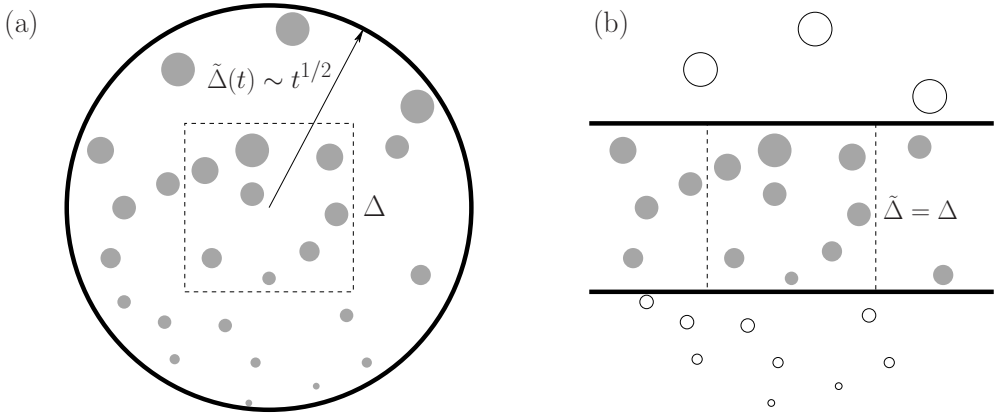 (a)
(b)
Δ̃(t) ∼ t^{1/2}
Δ
Δ̃ = Δ